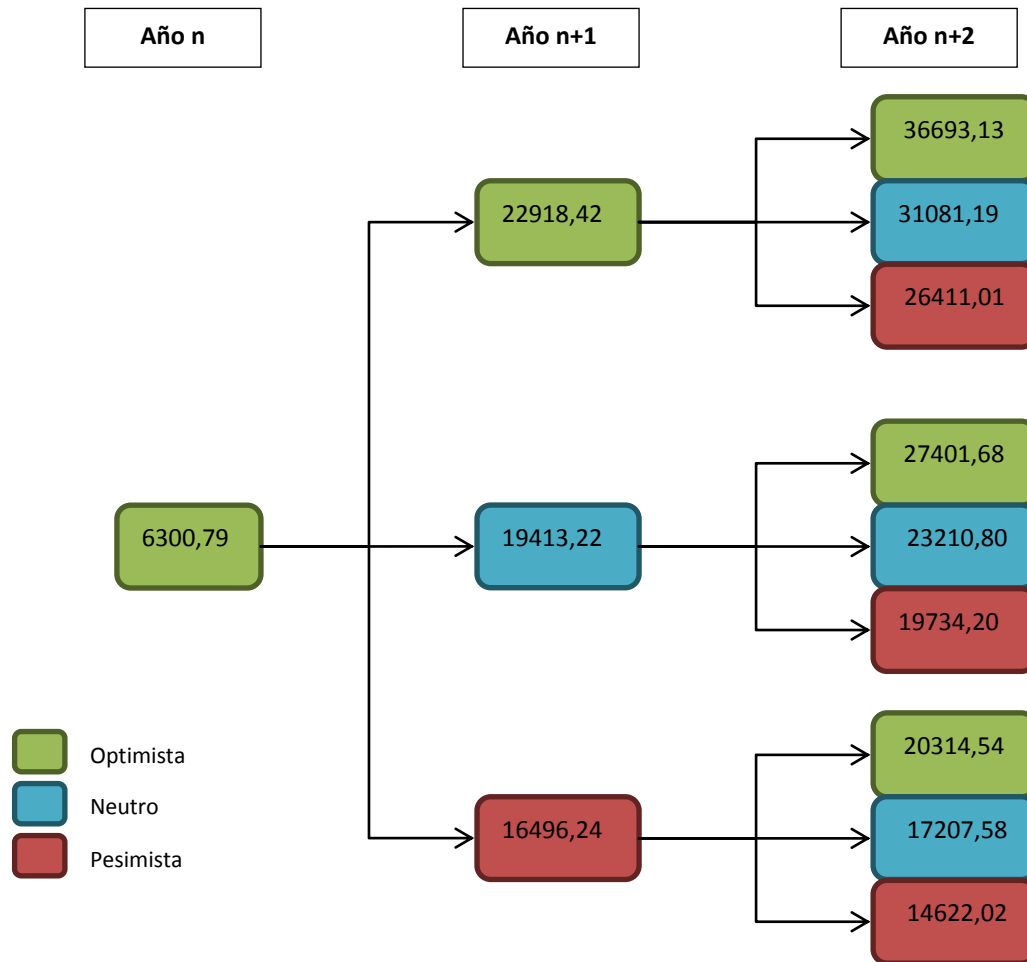 Año n
Año n+1
Año n+2
36693,13
22918,42
31081,19
26411,01
27401,68
6300,79
19413,22
23210,80
19734,20
Optimista
20314,54
Neutro
16496,24
17207,58
Pesimista
14622,02